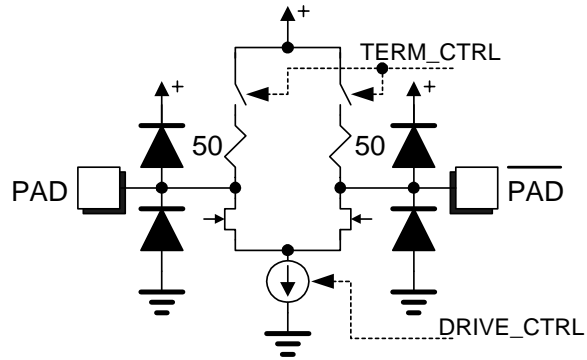 +
TERM_CTRL
+
+
50
50
PAD
PAD
DRIVE_CTRL